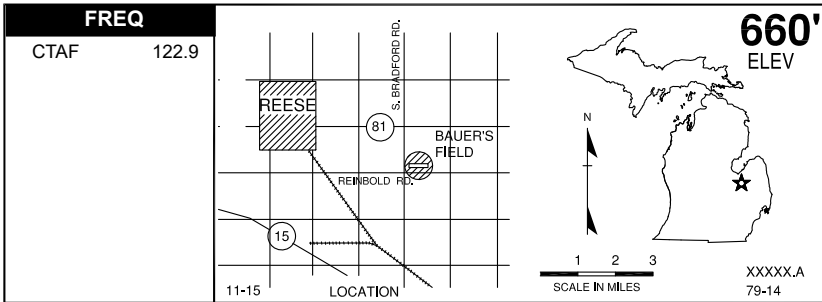 FREQ
CTAF 122.9
S. BRADFORD RD.
REESE
81
BAUER'S
FIELD
REINBOLD RD.
15
11-15
LOCATION
660'
ELEV
N
1 2 3
SCALE IN MILES
XXXXX.A
79-14